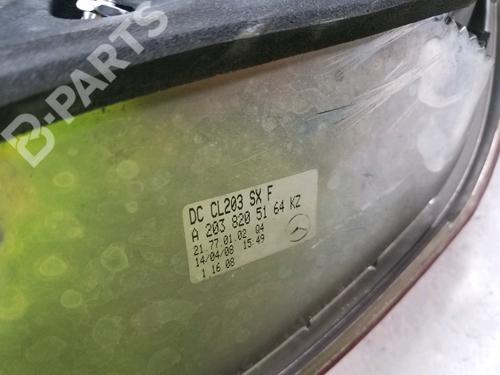 B-PARTS
DC CL203 SX F
A 203 820 51 64 KZ
21.77.01.02 Q4
14/04/08 15:49
1 16 08